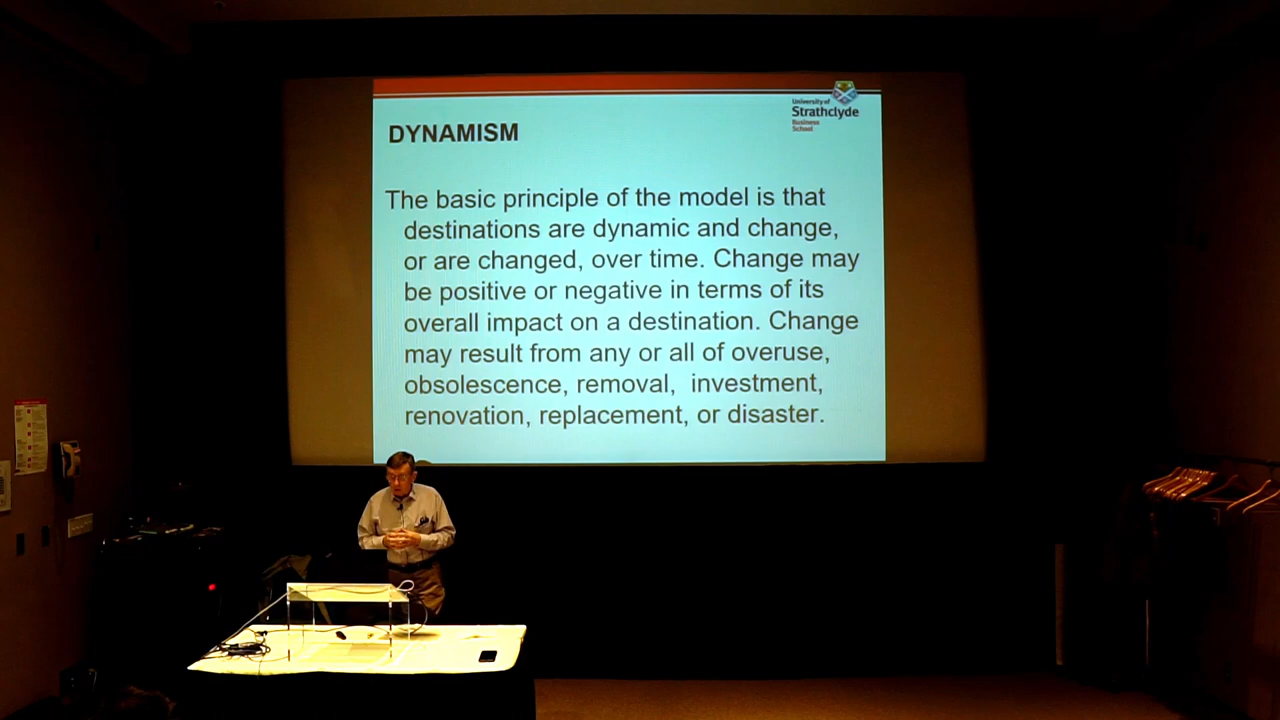 University of
Strathclyde
Business
School
DYNAMISM
The basic principle of the model is that
destinations are dynamic and change,
or are changed, over time. Change may
be positive or negative in terms of its
overall impact on a destination. Change
may result from any or all of overuse,
obsolescence, removal, investment,
renovation, replacement, or disaster.